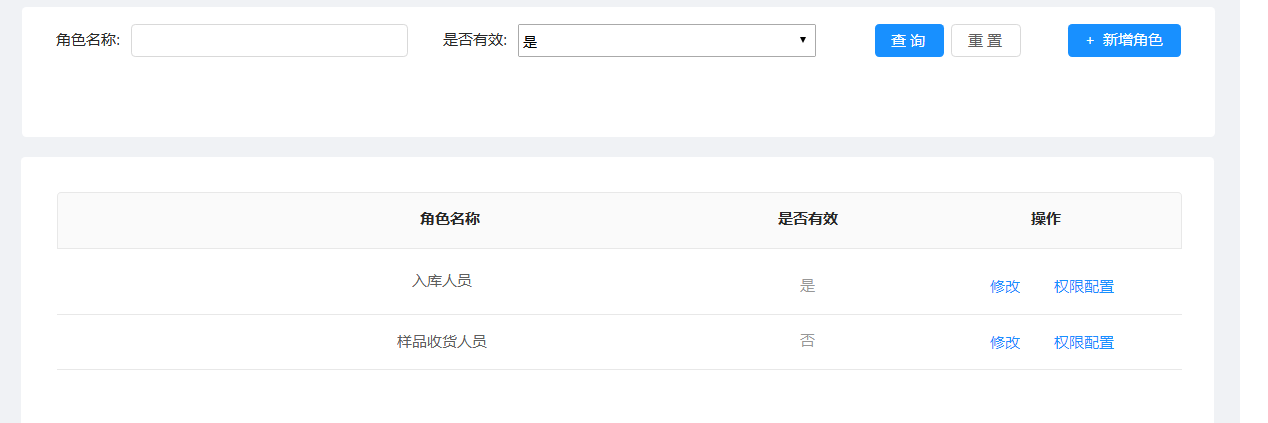 角色名称: 是否有效: 是 查 询 重 置 + 新增角色
角色名称 是否有效 操作
入库人员 是 修改 权限配置
样品收货人员 否 修改 权限配置